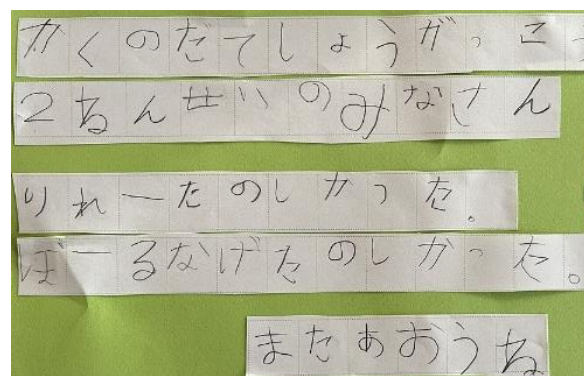 かくのだてしょうがっこう
2ねんせいのみなさん
りれーたのしかった。
ぼーるなげたのしかった。
またあおうね